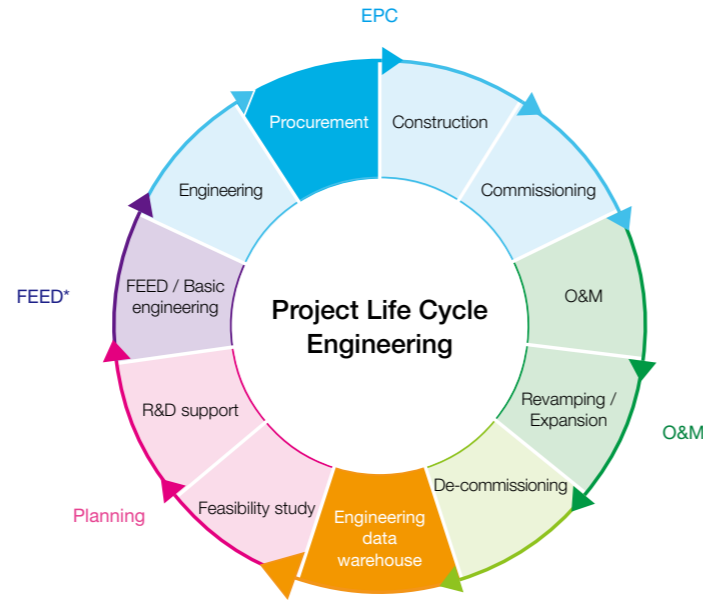 EPC
Procurement
Construction
Engineering
Commissioning
FEED*
FEED / Basic
engineering
O&M
Project Life Cycle
Engineering
R&D support
Revamping /
Expansion
O&M
Planning
Feasibility study
Engineering
data
warehouse
De-commissioning